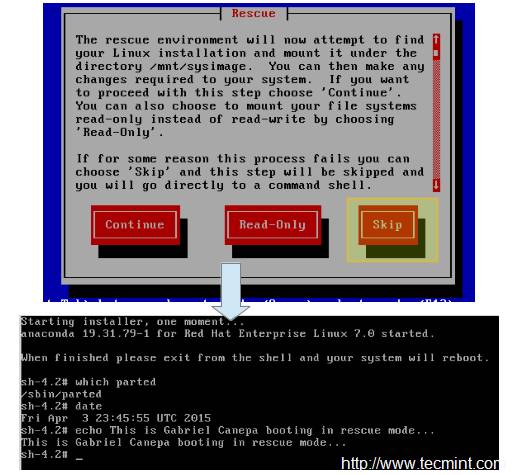 Rescue
The rescue environment will now attempt to find
your Linux installation and mount it under the
directory /mnt/sysimage.  You can then make any
changes required to your system.  If you want
to proceed with this step choose 'Continue'.
You can also choose to mount your file systems
read-only instead of read-write by choosing
'Read-Only'.
If for some reason this process fails you can
choose 'Skip' and this step will be skipped and
you will go directly to a command shell.
Continue
Read-Only
Skip
Starting installer, one moment...
anaconda 19.31.79-1 for Red Hat Enterprise Linux 7.0 started.
When finished please exit from the shell and your system will reboot.
sh-4.2# which parted
/sbin/parted
sh-4.2# date
Fri Apr  3 23:45:55 UTC 2015
sh-4.2# echo This is Gabriel Canepa booting in rescue mode...
This is Gabriel Canepa booting in rescue mode...
sh-4.2# _
http://www.tecmint.com